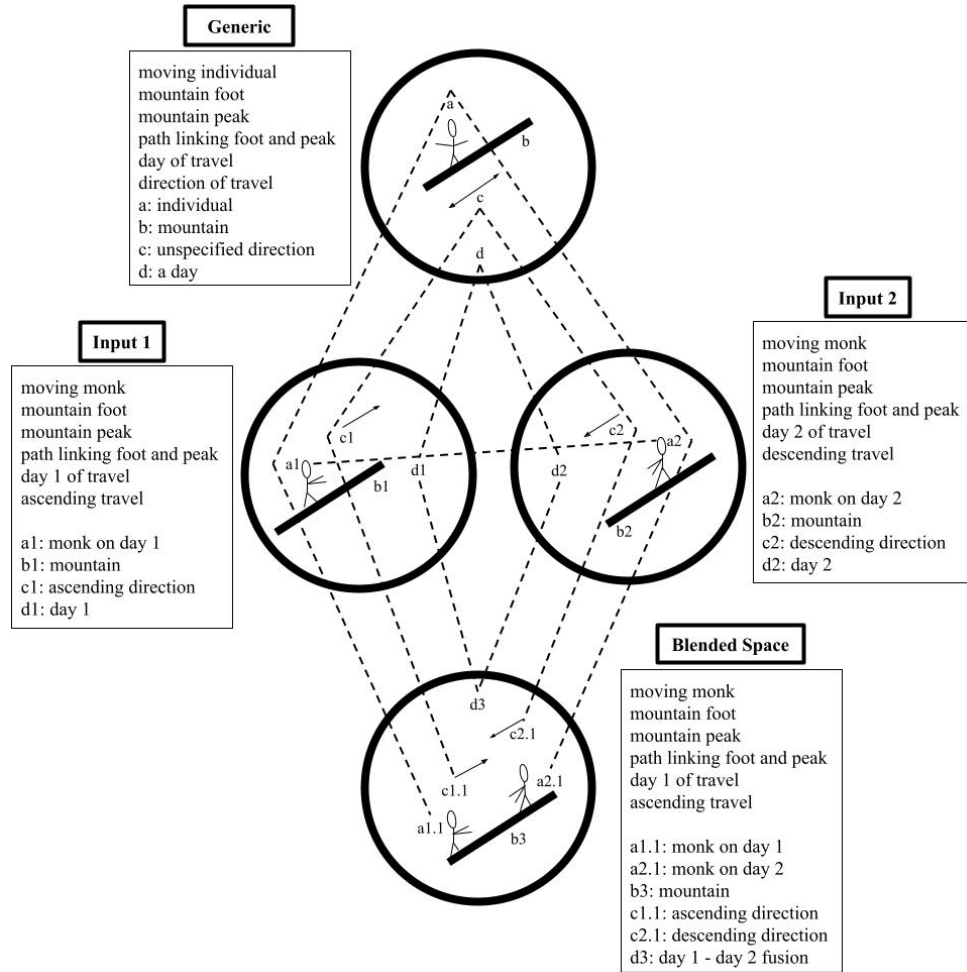 Generic
moving individual
mountain foot
mountain peak
path linking foot and peak
day of travel
direction of travel
a: individual
b: mountain
c: unspecified direction
d: a day
a
b
c
d
Input 1
moving monk
mountain foot
mountain peak
path linking foot and peak
day 1 of travel
ascending travel
a1: monk on day 1
b1: mountain
c1: ascending direction
d1: day 1
c1
a1
d1
b1
Input 2
moving monk
mountain foot
mountain peak
path linking foot and peak
day 2 of travel
descending travel
a2: monk on day 2
b2: mountain
c2: descending direction
d2: day 2
c2
a2
d2
b2
Blended Space
moving monk
mountain foot
mountain peak
path linking foot and peak
day 1 of travel
ascending travel
a1.1: monk on day 1
a2.1: monk on day 2
b3: mountain
c1.1: ascending direction
c2.1: descending direction
d3: day 1 - day 2 fusion
d3
c2.1
c1.1
a2.1
a1.1
b3